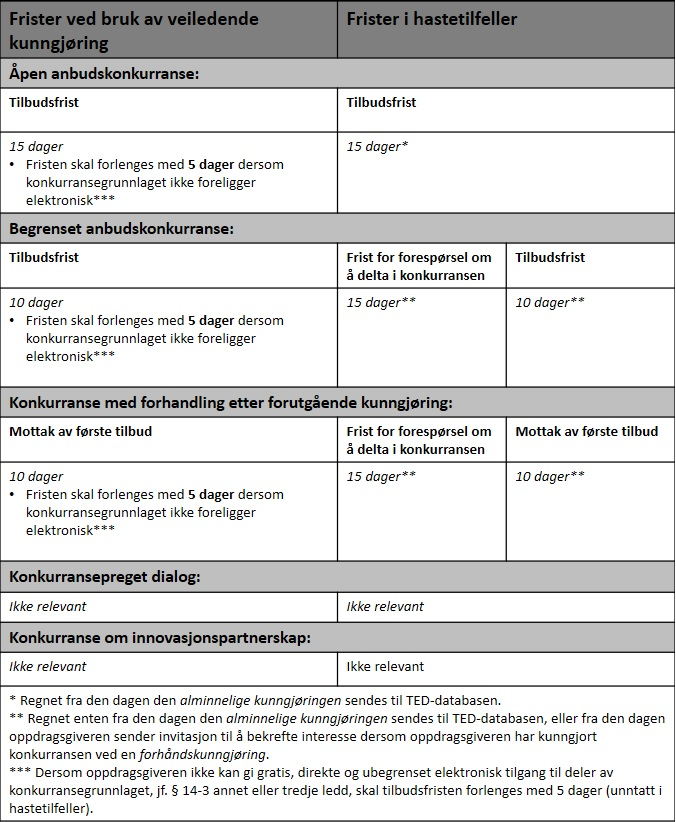 Frister ved bruk av veiledende
kunngjøring
Frister i hastetilfeller
Åpen anbudskonkurranse:
Tilbudsfrist
Tilbudsfrist
15 dager
• Fristen skal forlenges med 5 dager dersom
konkurransegrunnlaget ikke foreligger
elektronisk***
15 dager*
Begrenset anbudskonkurranse:
Tilbudsfrist
Frist for forespørsel om
å delta i konkurransen
Tilbudsfrist
10 dager
• Fristen skal forlenges med 5 dager dersom
konkurransegrunnlaget ikke foreligger
elektronisk***
15 dager**
10 dager**
Konkurranse med forhandling etter forutgående kunngjøring:
Mottak av første tilbud
Frist for forespørsel om
å delta i konkurransen
Mottak av første tilbud
10 dager
• Fristen skal forlenges med 5 dager dersom
konkurransegrunnlaget ikke foreligger
elektronisk***
15 dager**
10 dager**
Konkurransepreget dialog:
Ikke relevant
Ikke relevant
Konkurranse om innovasjonspartnerskap:
Ikke relevant
Ikke relevant
* Regnet fra den dagen den alminnelige kunngjøringen sendes til TED-databasen.
** Regnet enten fra den dagen den alminnelige kunngjøringen sendes til TED-databasen, eller fra den dagen
oppdragsgiveren sender invitasjon til å bekrefte interesse dersom oppdragsgiveren har kunngjort
konkurransen ved en forhåndskunngjøring.
*** Dersom oppdragsgiveren ikke kan gi gratis, direkte og ubegrenset elektronisk tilgang til deler av
konkurransegrunnlaget, jf. § 14-3 annet eller tredje ledd, skal tilbudsfristen forlenges med 5 dager (unntatt i
hastetilfeller).